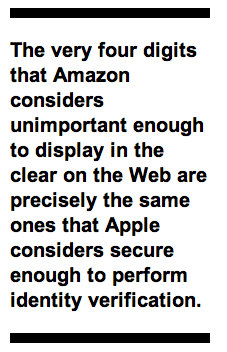 The very four digits
that Amazon
considers
unimportant enough
to display in the
clear on the Web are
precisely the same
ones that Apple
considers secure
enough to perform
identity verification.